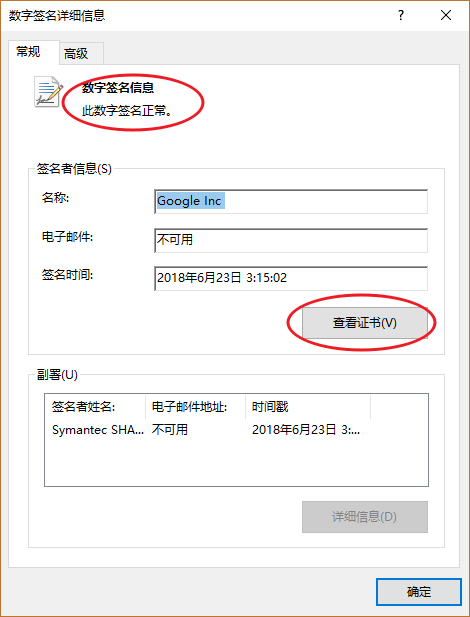 数字签名详细信息
常规
高级
数字签名信息
此数字签名正常。
签名者信息(S)
名称:
Google Inc
电子邮件:
不可用
签名时间:
2018年6月23日 3:15:02
查看证书(V)
副署(U)
签名者姓名: 电子邮件地址: 时间戳
Symantec SHA... 不可用 2018年6月23日 3:...
详细信息(D)
确定